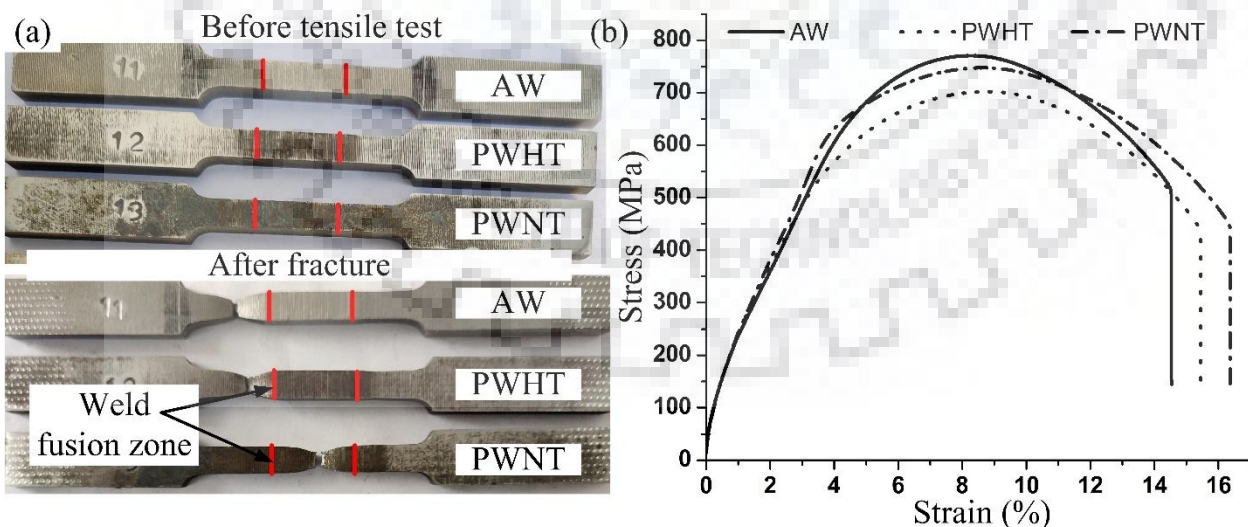 (a)
Before tensile test
11
AW
12
PWHT
13
PWNT
After fracture
11
AW
PWHT
Weld
fusion zone
PWNT
(b)
AW
PWHT
PWNT
800
700
600
500
400
300
200
100
0
Stress (MPa)
0 2 4 6 8 10 12 14 16
Strain (%)